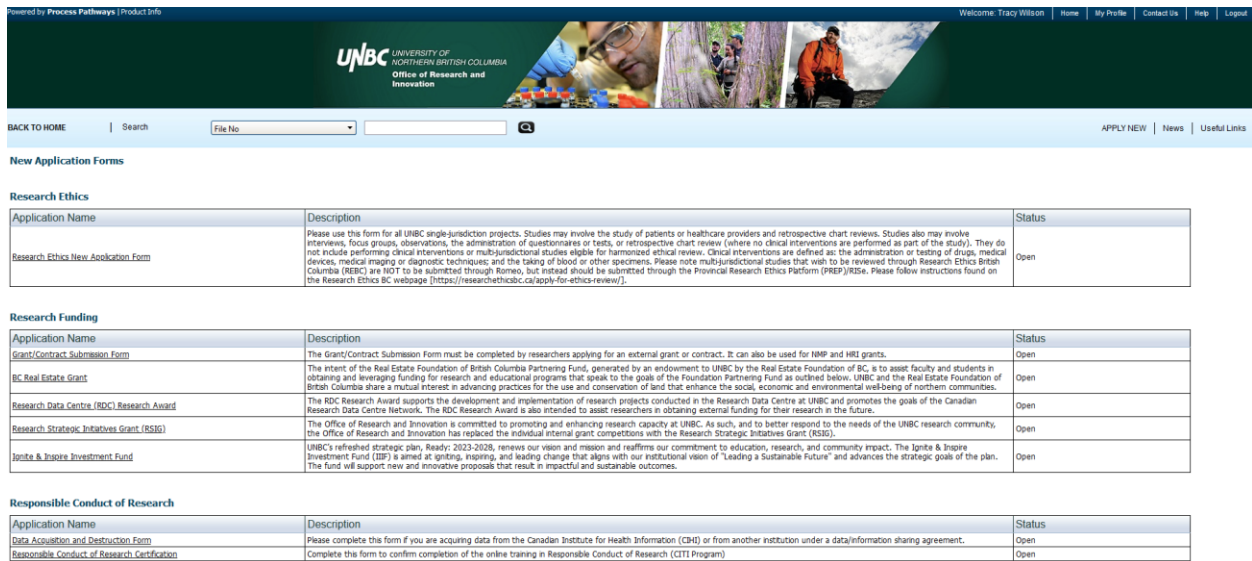 Powered by Process Pathways | Product Info
Welcome: Tracy Wilson | Home | My Profile | Contact Us | Help | Logout
UNBC UNIVERSITY OF
NORTHERN BRITISH COLUMBIA
Office of Research and
Innovation
BACK TO HOME | Search File No APPLY NEW | News | Useful Links
New Application Forms
Research Ethics
Application Name Description Status
Please use this form for all UNBC single-jurisdiction projects. Studies may involve the study of patients or healthcare providers and retrospective chart reviews. Studies also may involve
interviews, focus groups, observations, the administration of questionnaires or tests, or retrospective chart review (where no clinical interventions are performed as part of the study). They do
not include performing clinical interventions or multi-jurisdictional studies eligible for harmonized ethical review. Clinical interventions are defined as: the administration or testing of drugs, medical
Research Ethics New Application Form devices, medical imaging or diagnostic techniques; and the taking of blood or other specimens. Please note multi-jurisdictional studies that wish to be reviewed through Research Ethics British Open
Columbia (REBC) are NOT to be submitted through Romeo, but instead should be submitted through the Provincial Research Ethics Platform (PREP)/RISe. Please follow instructions found on
the Research Ethics BC webpage [https://researchethicsbc.ca/apply-for-ethics-review/].
Research Funding
Application Name Description Status
Grant/Contract Submission Form The Grant/Contract Submission Form must be completed by researchers applying for an external grant or contract. It can also be used for NMP and HRI grants. Open
The intent of the Real Estate Foundation of British Columbia Partnering Fund, generated by an endowment to UNBC by the Real Estate Foundation of BC, is to assist faculty and students in
BC Real Estate Grant obtaining and leveraging funding for research and educational programs that speak to the goals of the Foundation Partnering Fund as outlined below. UNBC and the Real Estate Foundation of Open
British Columbia share a mutual interest in advancing practices for the use and conservation of land that enhance the social, economic and environmental well-being of northern communities.
Research Data Centre (RDC) Research Award The RDC Research Award supports the development and implementation of research projects conducted in the Research Data Centre at UNBC and promotes the goals of the Canadian Open
Research Data Centre Network. The RDC Research Award is also intended to assist researchers in obtaining external funding for their research in the future.
Research Strategic Initiatives Grant (RSIG) The Office of Research and Innovation is committed to promoting and enhancing research capacity at UNBC. As such, and to better respond to the needs of the UNBC research community, Open
the Office of Research and Innovation has replaced the individual internal grant competitions with the Research Strategic Initiatives Grant (RSIG).
UNBC's refreshed strategic plan, Ready: 2023-2028, renews our vision and mission and reaffirms our commitment to education, research, and community impact. The Ignite & Inspire
Ignite & Inspire Investment Fund Investment Fund (IIIF) is aimed at igniting, inspiring, and leading change that aligns with our institutional vision of "Leading a Sustainable Future" and advances the strategic goals of the plan. Open
The fund will support new and innovative proposals that result in impactful and sustainable outcomes.
Responsible Conduct of Research
Application Name Description Status
Data Acquisition and Destruction Form Please complete this form if you are acquiring data from the Canadian Institute for Health Information (CIHI) or from another institution under a data/information sharing agreement. Open
Responsible Conduct of Research Certification Complete this form to confirm completion of the online training in Responsible Conduct of Research (CITI Program) Open